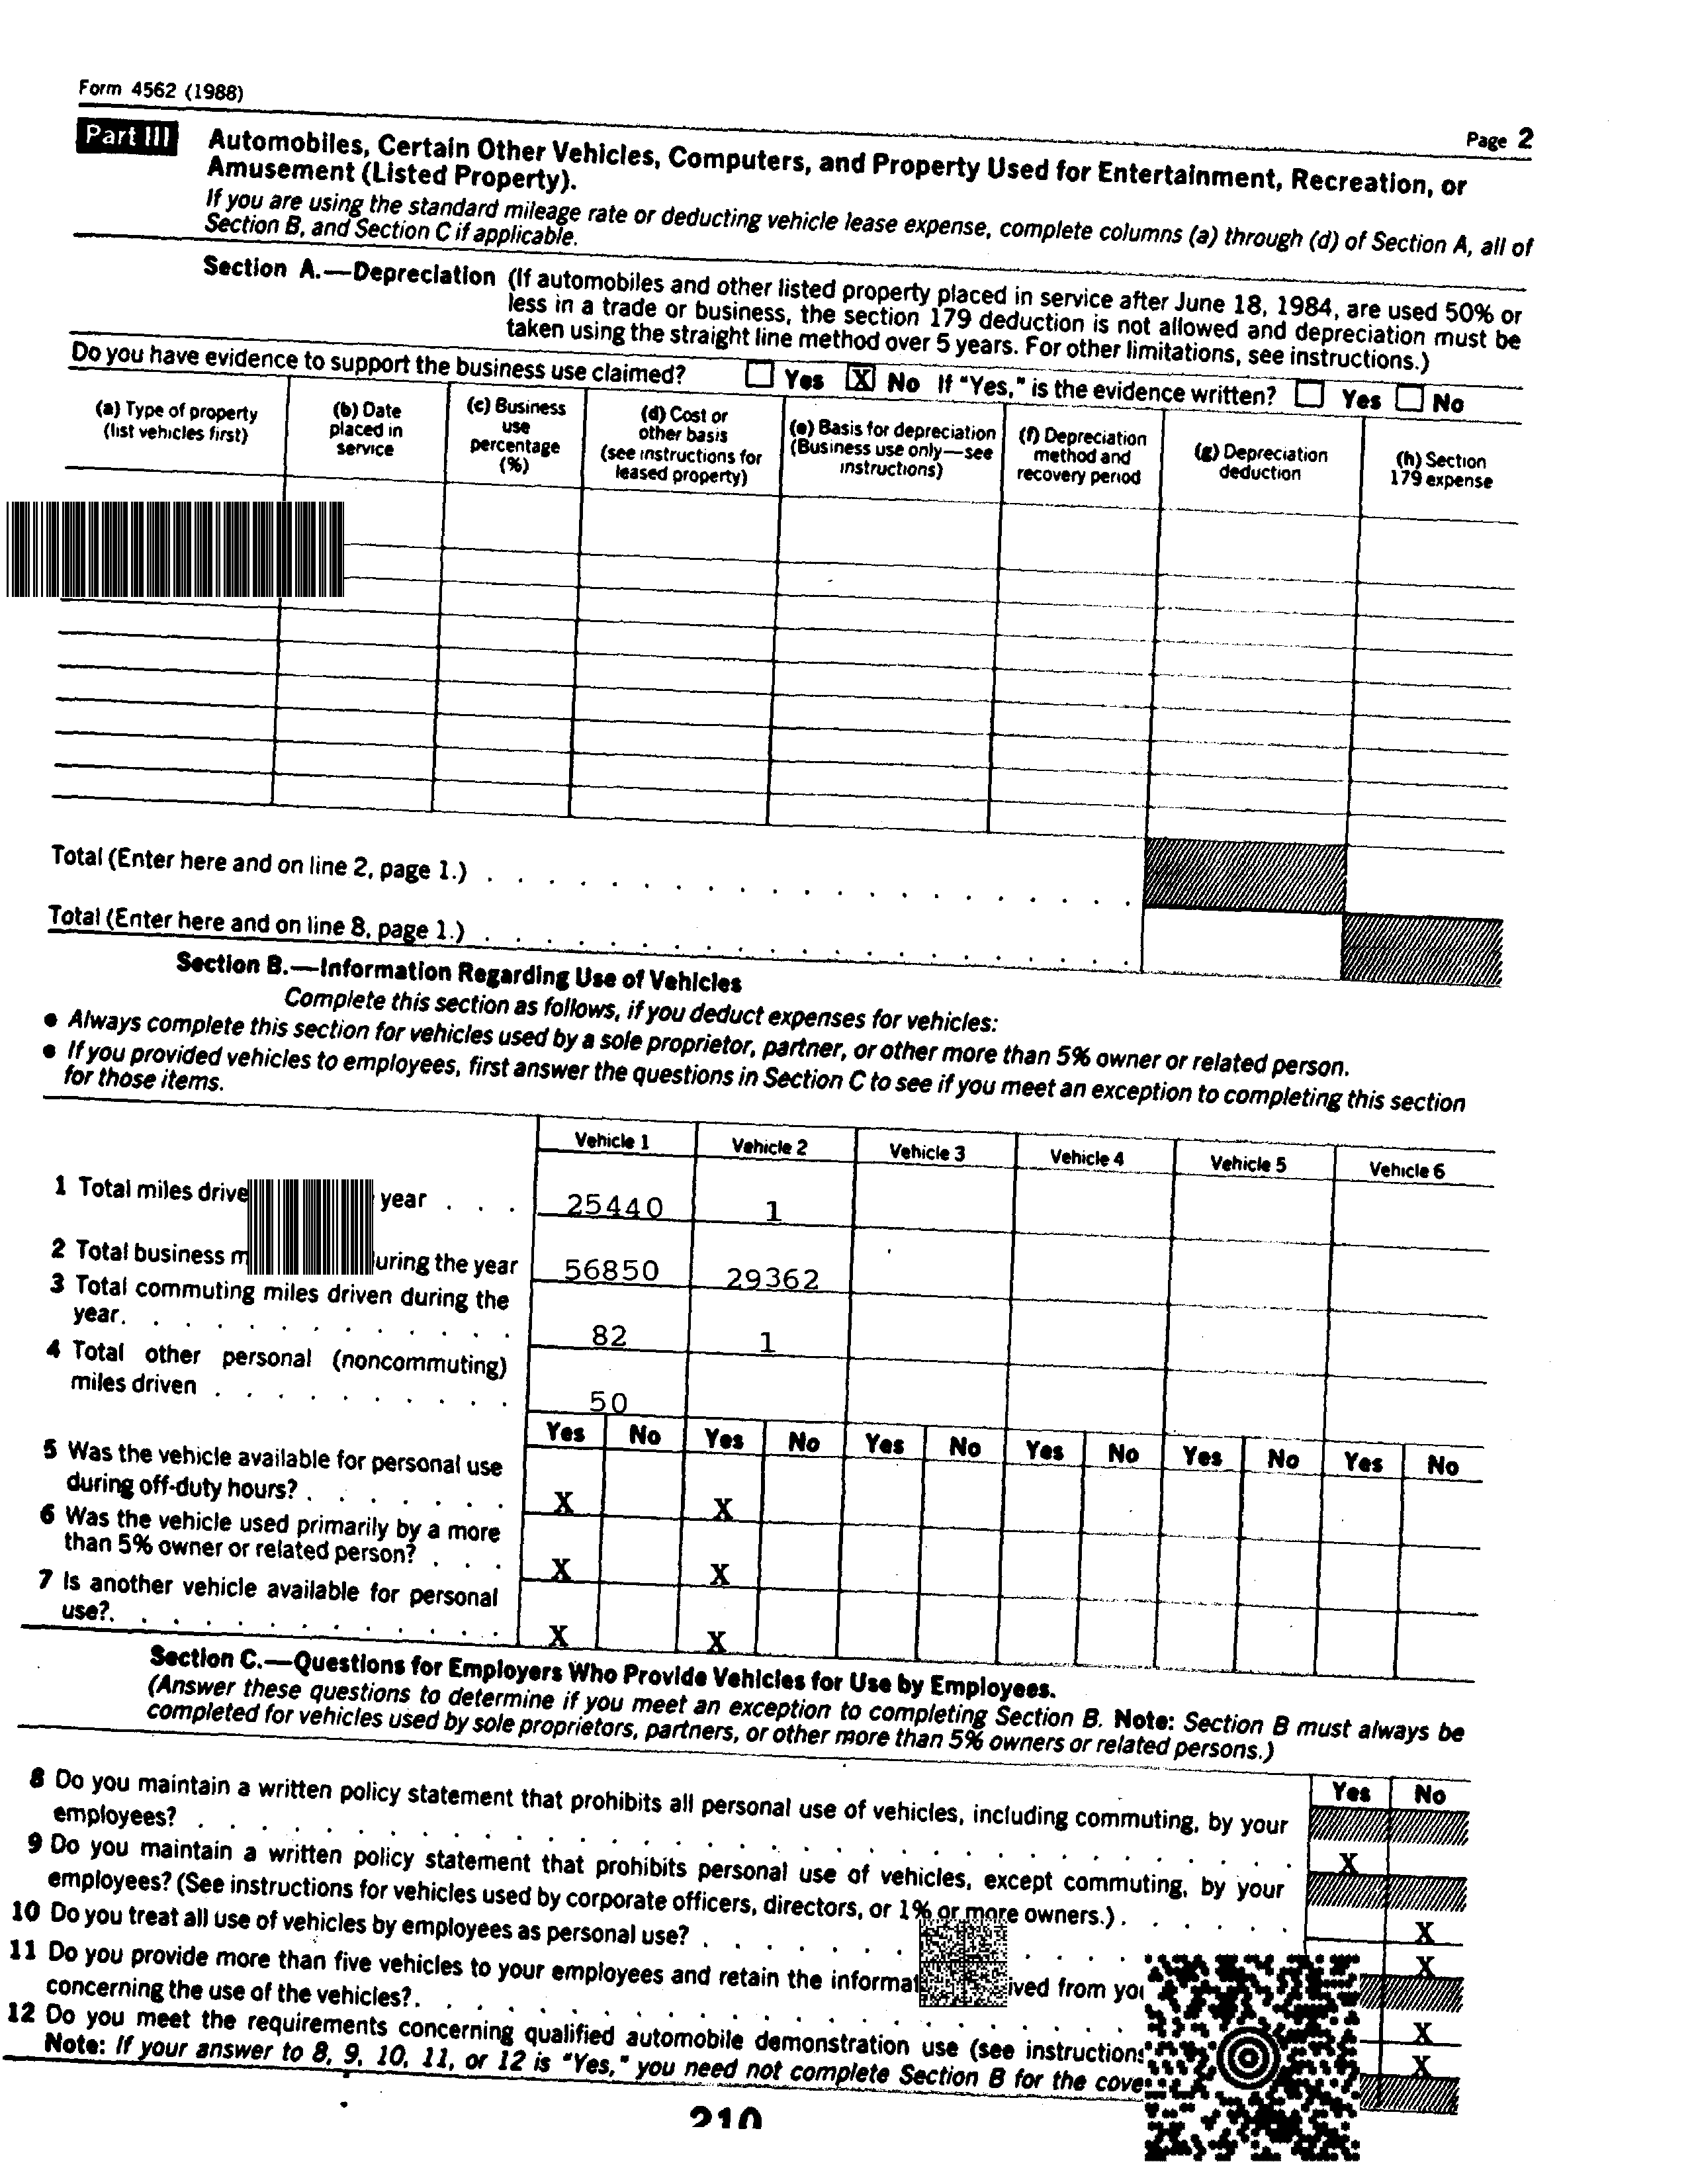 Form 4562 (1988)
Page 2
Part III Automobiles, Certain Other Vehicles, Computers, and Property Used for Entertainment, Recreation, or
Amusement (Listed Property).
If you are using the standard mileage rate or deducting vehicle lease expense, complete columns (a) through (d) of Section A, all of
Section B, and Section C if applicable.
Section A.—Depreciation (If automobiles and other listed property placed in service after June 18, 1984, are used 50% or
less in a trade or business, the section 179 deduction is not allowed and depreciation must be
taken using the straight line method over 5 years. For other limitations, see instructions.)
Do you have evidence to support the business use claimed? Yes X No If "Yes," is the evidence written? Yes No
(a) Type of property
(list vehicles first)
(b) Date
placed in
service
(c) Business
use
percentage
(%)
(d) Cost or
other basis
(see instructions for
leased property)
(e) Basis for depreciation
(Business use only—see
instructions)
(f) Depreciation
method and
recovery period
(g) Depreciation
deduction
(h) Section
179 expense
Total (Enter here and on line 2, page 1.)
Total (Enter here and on line 8, page 1.)
Section B.—Information Regarding Use of Vehicles
Complete this section as follows, if you deduct expenses for vehicles:
● Always complete this section for vehicles used by a sole proprietor, partner, or other more than 5% owner or related person.
● If you provided vehicles to employees, first answer the questions in Section C to see if you meet an exception to completing this section
for those items.
Vehicle 1 Vehicle 2 Vehicle 3 Vehicle 4 Vehicle 5 Vehicle 6
1 Total miles drive year . . . 25440 1
2 Total business m uring the year 56850 29362
3 Total commuting miles driven during the
year. . . . . . . . . . . . . 82 1
4 Total other personal (noncommuting)
miles driven . . . . . . . . . . 50
Yes No Yes No Yes No Yes No Yes No Yes No
5 Was the vehicle available for personal use
during off-duty hours? . . . . . . . X X
6 Was the vehicle used primarily by a more
than 5% owner or related person? . . . X X
7 Is another vehicle available for personal
use?. . . . . . . . . . . . . X X
Section C.—Questions for Employers Who Provide Vehicles for Use by Employees.
(Answer these questions to determine if you meet an exception to completing Section B. Note: Section B must always be
completed for vehicles used by sole proprietors, partners, or other more than 5% owners or related persons.)
Yes No
8 Do you maintain a written policy statement that prohibits all personal use of vehicles, including commuting, by your
employees? X
9 Do you maintain a written policy statement that prohibits personal use of vehicles, except commuting, by your
employees? (See instructions for vehicles used by corporate officers, directors, or 1% or more owners.) . . . . . . X
10 Do you treat all use of vehicles by employees as personal use? X
11 Do you provide more than five vehicles to your employees and retain the informat ived from you
concerning the use of the vehicles?. X
12 Do you meet the requirements concerning qualified automobile demonstration use (see instructions X
Note: If your answer to 8, 9, 10, 11, or 12 is "Yes," you need not complete Section B for the cove
210